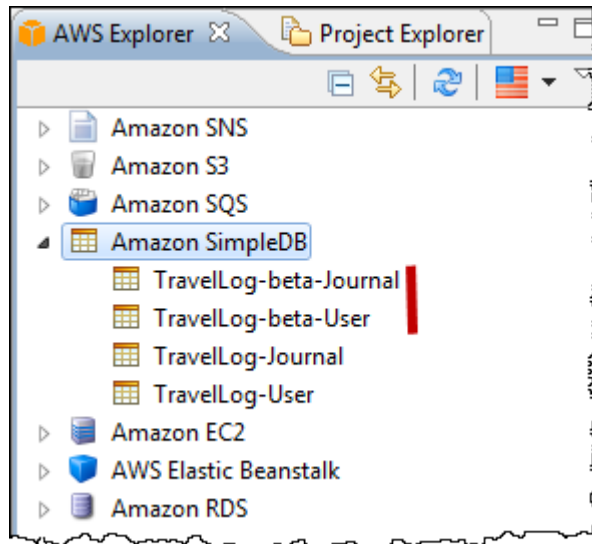 AWS Explorer Project Explorer
Amazon SNS
Amazon S3
Amazon SQS
Amazon SimpleDB
TravelLog-beta-Journal
TravelLog-beta-User
TravelLog-Journal
TravelLog-User
Amazon EC2
AWS Elastic Beanstalk
Amazon RDS